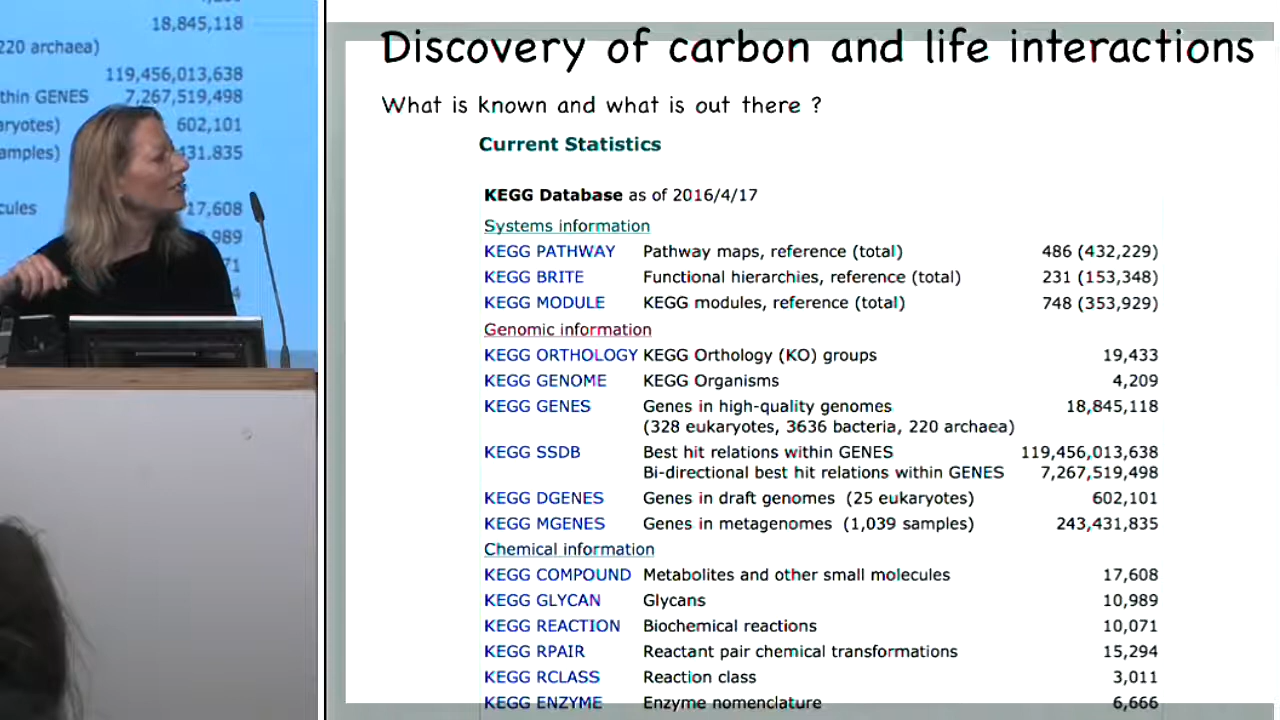 18,845,118
220 archaea)
119,456,013,638
thin GENES 7,267,519,498
aryotes) 602,101
amples) 431.835
cules 17,608
,989
71
4
Discovery of carbon and life interactions
What is known and what is out there ?
Current Statistics
KEGG Database as of 2016/4/17
Systems information
KEGG PATHWAY Pathway maps, reference (total) 486 (432,229)
KEGG BRITE Functional hierarchies, reference (total) 231 (153,348)
KEGG MODULE KEGG modules, reference (total) 748 (353,929)
Genomic information
KEGG ORTHOLOGY KEGG Orthology (KO) groups 19,433
KEGG GENOME KEGG Organisms 4,209
KEGG GENES Genes in high-quality genomes 18,845,118
(328 eukaryotes, 3636 bacteria, 220 archaea)
KEGG SSDB Best hit relations within GENES 119,456,013,638
Bi-directional best hit relations within GENES 7,267,519,498
KEGG DGENES Genes in draft genomes (25 eukaryotes) 602,101
KEGG MGENES Genes in metagenomes (1,039 samples) 243,431,835
Chemical information
KEGG COMPOUND Metabolites and other small molecules 17,608
KEGG GLYCAN Glycans 10,989
KEGG REACTION Biochemical reactions 10,071
KEGG RPAIR Reactant pair chemical transformations 15,294
KEGG RCLASS Reaction class 3,011
KEGG ENZYME Enzyme nomenclature 6,666